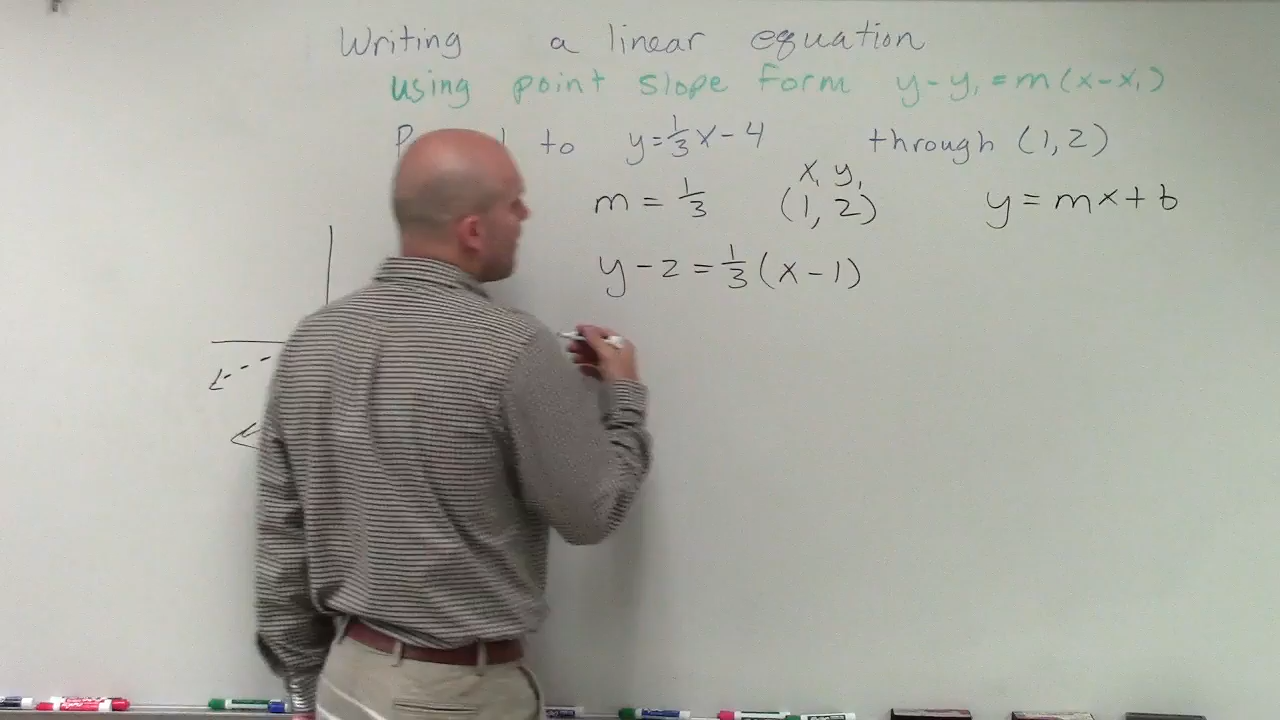 Writing a linear equation
using point slope form y-y₁ = m(x-x₁)
to y=1/3x-4 through (1,2)
x₁ y₁
m = 1/3 (1, 2) y = mx + b
y-2 = 1/3(x-1)